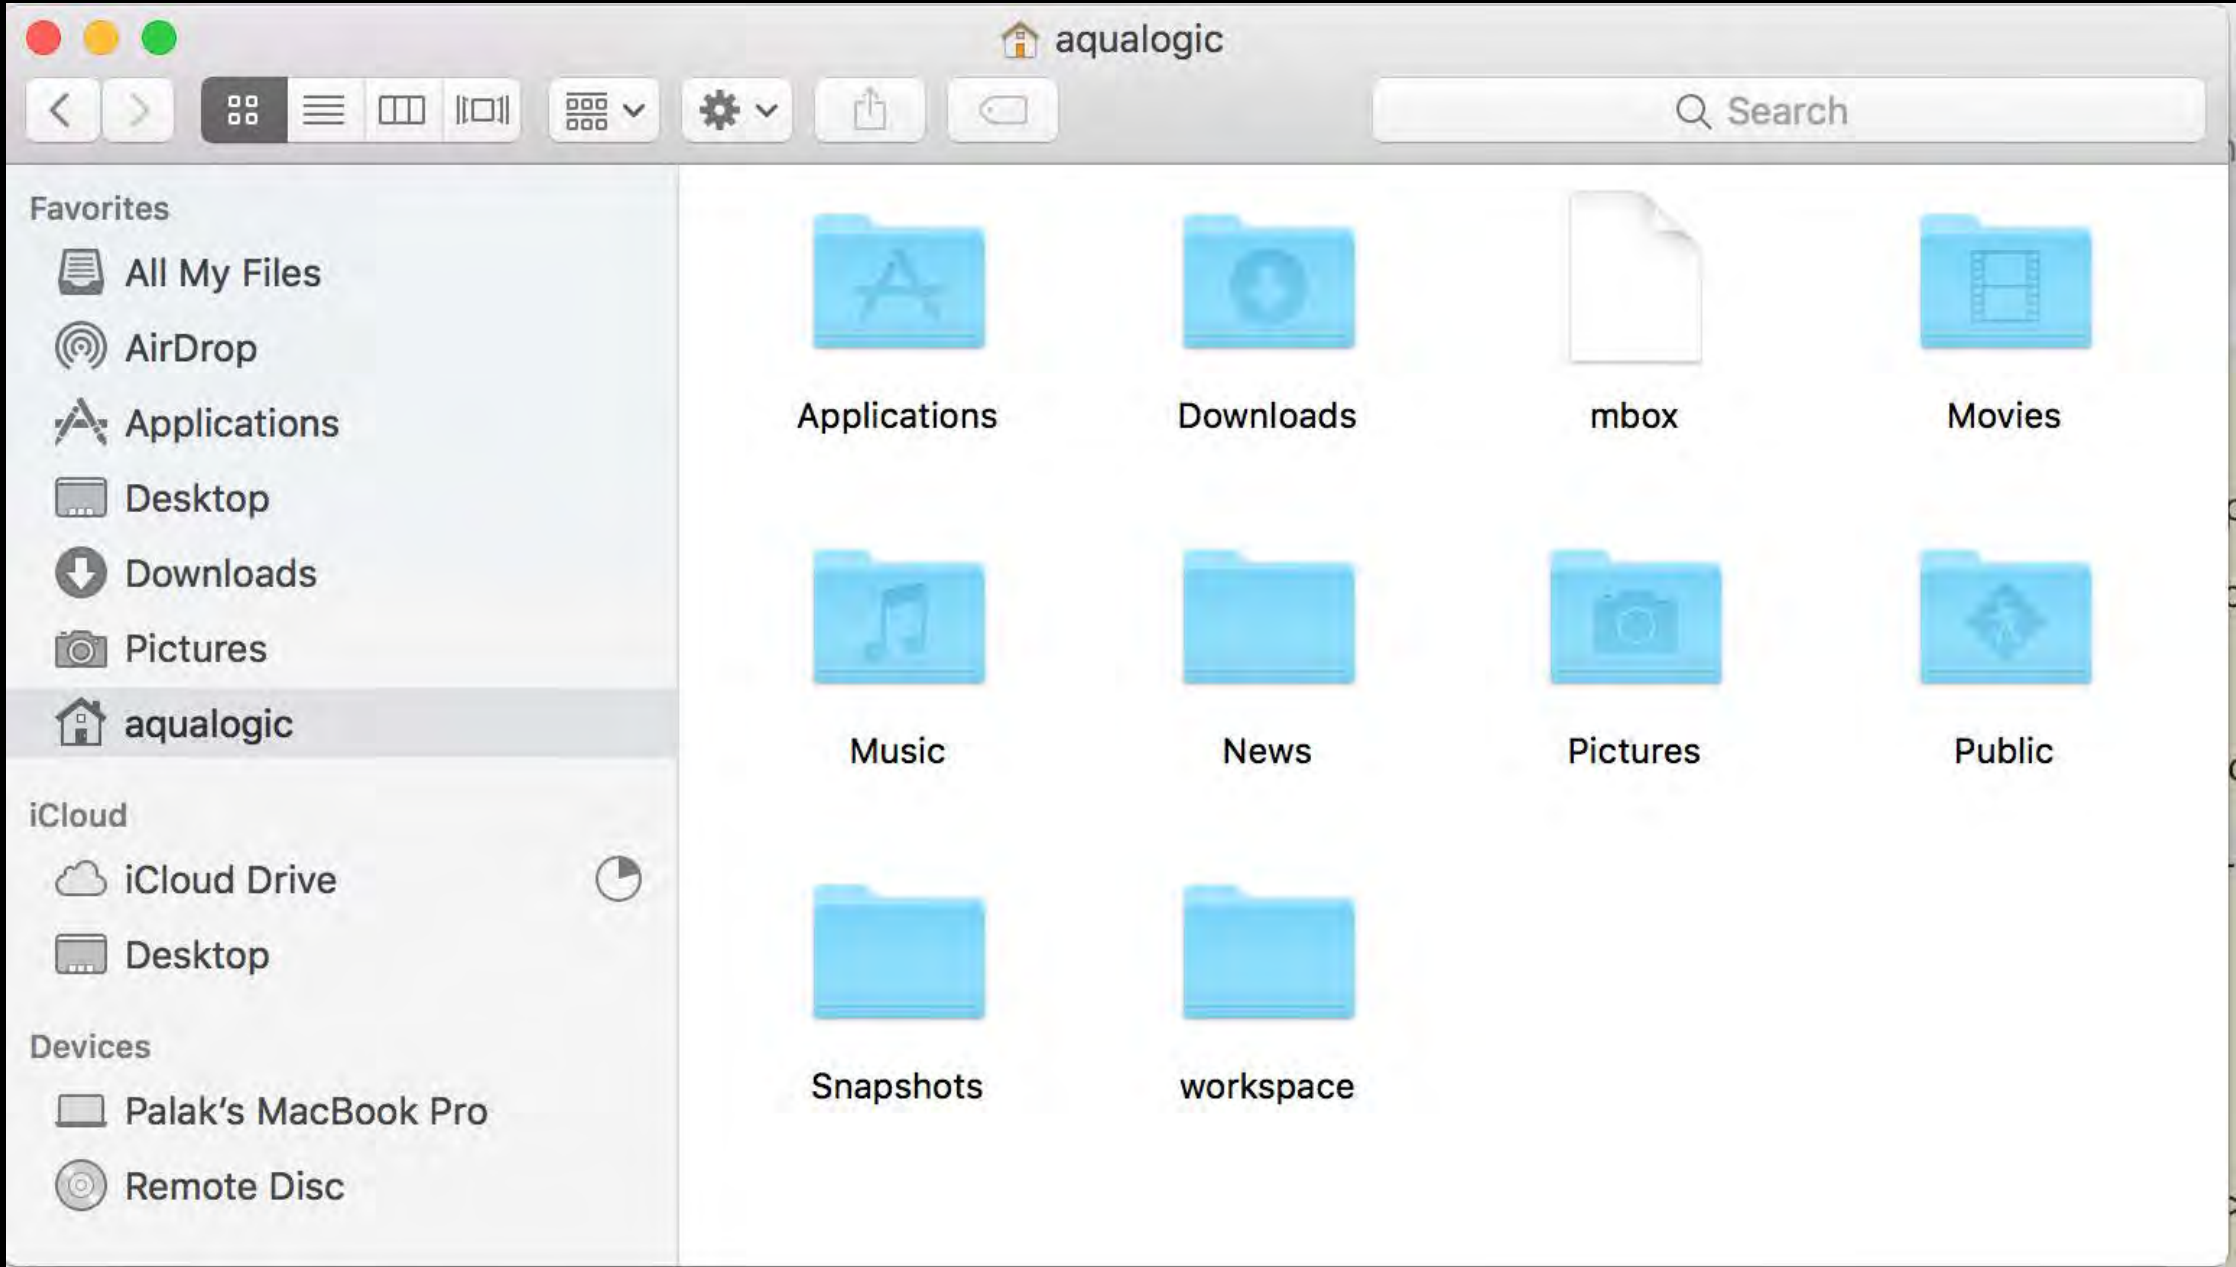 aqualogic
Search
Favorites
All My Files
AirDrop
Applications
Desktop
Downloads
Pictures
aqualogic
iCloud
iCloud Drive
Desktop
Devices
Palak's MacBook Pro
Remote Disc
Applications
Downloads
mbox
Movies
Music
News
Pictures
Public
Snapshots
workspace